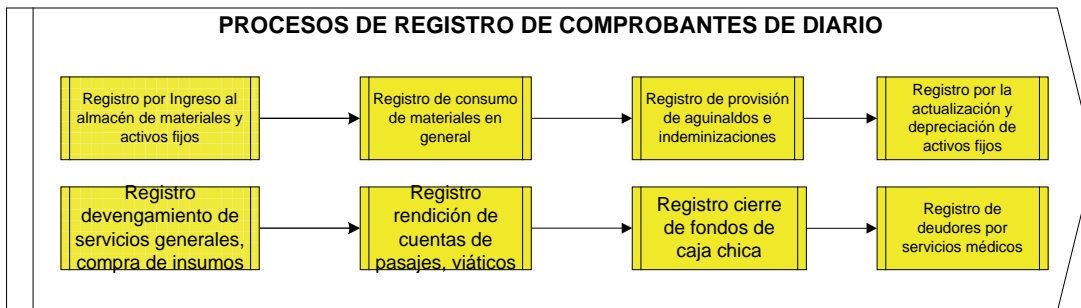 PROCESOS DE REGISTRO DE COMPROBANTES DE DIARIO
Registro por Ingreso al
almacén de materiales y
activos fijos
Registro de consumo
de materiales en
general
Registro de provisión
de aguinaldos e
indeminizaciones
Registro por la
actualización y
depreciación de
activos fijos
Registro
devengamiento de
servicios generales,
compra de insumos
Registro
rendición de
cuentas de
pasajes, viáticos
Registro cierre
de fondos de
caja chica
Registro de
deudores por
servicios médicos